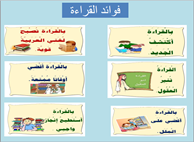 فوائد القراءة
بالقراءة
أكتشف
الجديد
بالقراءة تصبح
لغتي العربية
قوية
بالقراءة
تنير
العقول
بالقراءة أقضي
أوقاتا ممتعة
بالقراءة
أقضي على
الملل
بالقراءة
أستطيع إنجاز
واجبي